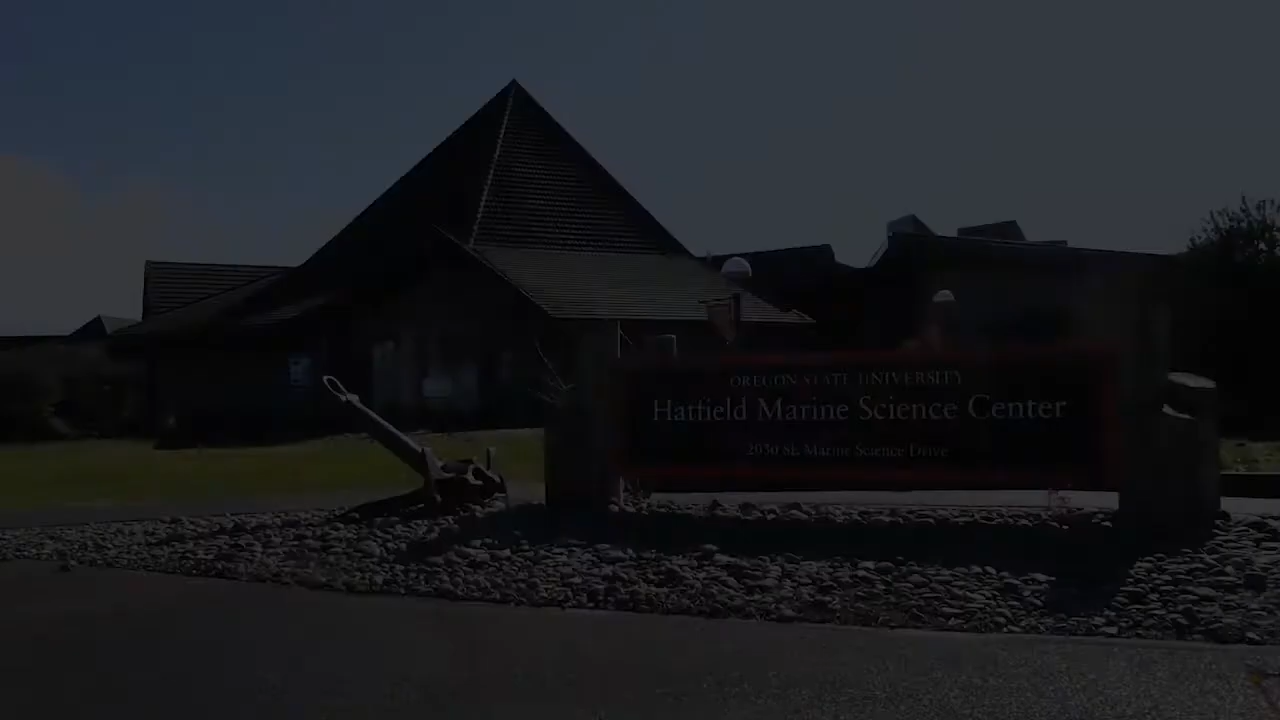 OREGON STATE UNIVERSITY
Hatfield Marine Science Center
2030 SE Marine Science Drive